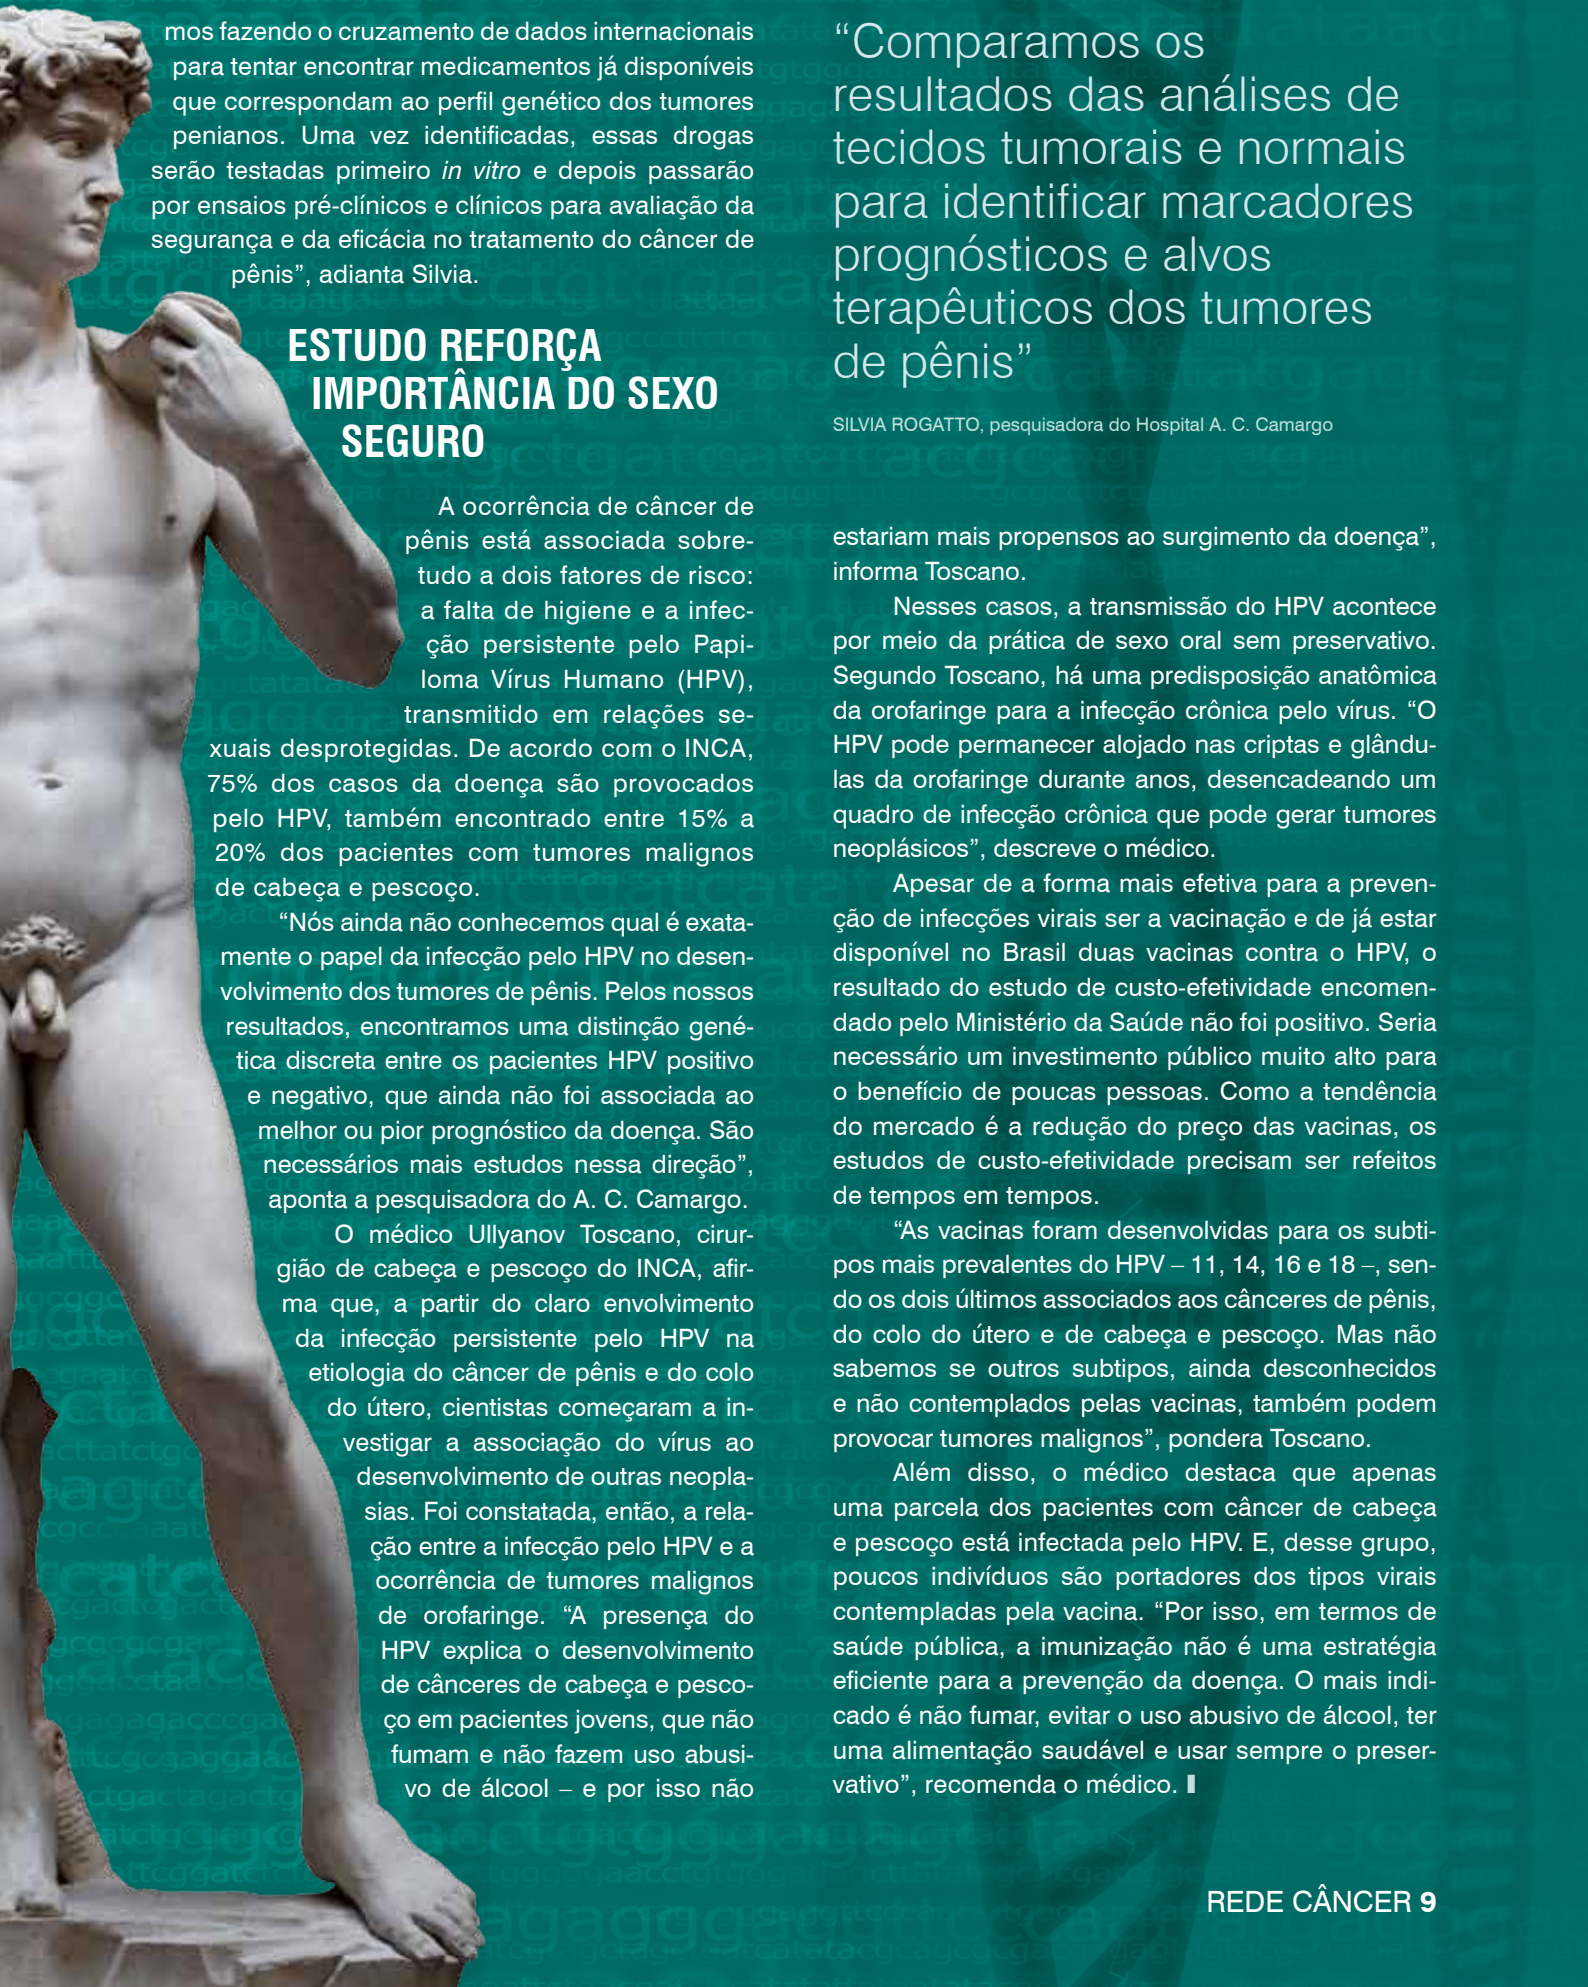 mos fazendo o cruzamento de dados internacionais
para tentar encontrar medicamentos já disponíveis
que correspondam ao perfil genético dos tumores
penianos. Uma vez identificadas, essas drogas
serão testadas primeiro in vitro e depois passarão
por ensaios pré-clínicos e clínicos para avaliação da
segurança e da eficácia no tratamento do câncer de
pênis”, adianta Silvia.
ESTUDO REFORÇA
IMPORTÂNCIA DO SEXO
SEGURO
A ocorrência de câncer de
pênis está associada sobre-
tudo a dois fatores de risco:
a falta de higiene e a infec-
ção persistente pelo Papi-
loma Vírus Humano (HPV),
transmitido em relações se-
xuais desprotegidas. De acordo com o INCA,
75% dos casos da doença são provocados
pelo HPV, também encontrado entre 15% a
20% dos pacientes com tumores malignos
de cabeça e pescoço.
“Nós ainda não conhecemos qual é exata-
mente o papel da infecção pelo HPV no desen-
volvimento dos tumores de pênis. Pelos nossos
resultados, encontramos uma distinção gené-
tica discreta entre os pacientes HPV positivo
e negativo, que ainda não foi associada ao
melhor ou pior prognóstico da doença. São
necessários mais estudos nessa direção”,
aponta a pesquisadora do A. C. Camargo.
O médico Ullyanov Toscano, cirur-
gião de cabeça e pescoço do INCA, afir-
ma que, a partir do claro envolvimento
da infecção persistente pelo HPV na
etiologia do câncer de pênis e do colo
do útero, cientistas começaram a in-
vestigar a associação do vírus ao
desenvolvimento de outras neopla-
sias. Foi constatada, então, a rela-
ção entre a infecção pelo HPV e a
ocorrência de tumores malignos
de orofaringe. “A presença do
HPV explica o desenvolvimento
de cânceres de cabeça e pesco-
ço em pacientes jovens, que não
fumam e não fazem uso abusi-
vo de álcool – e por isso não
“Comparamos os
resultados das análises de
tecidos tumorais e normais
para identificar marcadores
prognósticos e alvos
terapêuticos dos tumores
de pênis”
SILVIA ROGATTO, pesquisadora do Hospital A. C. Camargo
estariam mais propensos ao surgimento da doença”,
informa Toscano.
Nesses casos, a transmissão do HPV acontece
por meio da prática de sexo oral sem preservativo.
Segundo Toscano, há uma predisposição anatômica
da orofaringe para a infecção crônica pelo vírus. “O
HPV pode permanecer alojado nas criptas e glându-
las da orofaringe durante anos, desencadeando um
quadro de infecção crônica que pode gerar tumores
neoplásicos”, descreve o médico.
Apesar de a forma mais efetiva para a preven-
ção de infecções virais ser a vacinação e de já estar
disponível no Brasil duas vacinas contra o HPV, o
resultado do estudo de custo-efetividade encomen-
dado pelo Ministério da Saúde não foi positivo. Seria
necessário um investimento público muito alto para
o benefício de poucas pessoas. Como a tendência
do mercado é a redução do preço das vacinas, os
estudos de custo-efetividade precisam ser refeitos
de tempos em tempos.
“As vacinas foram desenvolvidas para os subti-
pos mais prevalentes do HPV – 11, 14, 16 e 18 –, sen-
do os dois últimos associados aos cânceres de pênis,
do colo do útero e de cabeça e pescoço. Mas não
sabemos se outros subtipos, ainda desconhecidos
e não contemplados pelas vacinas, também podem
provocar tumores malignos”, pondera Toscano.
Além disso, o médico destaca que apenas
uma parcela dos pacientes com câncer de cabeça
e pescoço está infectada pelo HPV. E, desse grupo,
poucos indivíduos são portadores dos tipos virais
contempladas pela vacina. “Por isso, em termos de
saúde pública, a imunização não é uma estratégia
eficiente para a prevenção da doença. O mais indi-
cado é não fumar, evitar o uso abusivo de álcool, ter
uma alimentação saudável e usar sempre o preser-
vativo”, recomenda o médico.
REDE CÂNCER 9